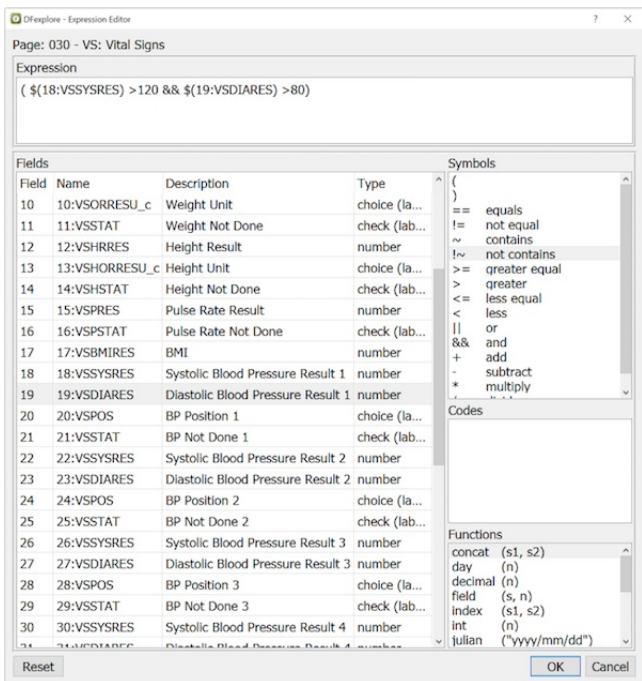 DFexplore - Expression Editor ? ×
Page: 030 - VS: Vital Signs
Expression
( $(18:VSSYSRES) >120 && $(19:VSDIARES) >80)
Fields
Field Name Description Type
10 10:VSORRESU_c Weight Unit choice (la...
11 11:VSSTAT Weight Not Done check (lab...
12 12:VSHRRES Height Result number
13 13:VSHORRESU_c Height Unit choice (la...
14 14:VSHSTAT Height Not Done check (lab...
15 15:VSPRES Pulse Rate Result number
16 16:VSPSTAT Pulse Rate Not Done check (lab...
17 17:VSBMIRES BMI number
18 18:VSSYSRES Systolic Blood Pressure Result 1 number
19 19:VSDIARES Diastolic Blood Pressure Result 1 number
20 20:VSPOS BP Position 1 choice (la...
21 21:VSSTAT BP Not Done 1 check (lab...
22 22:VSSYSRES Systolic Blood Pressure Result 2 number
23 23:VSDIARES Diastolic Blood Pressure Result 2 number
24 24:VSPOS BP Position 2 choice (la...
25 25:VSSTAT BP Not Done 2 check (lab...
26 26:VSSYSRES Systolic Blood Pressure Result 3 number
27 27:VSDIARES Diastolic Blood Pressure Result 3 number
28 28:VSPOS BP Position 3 choice (la...
29 29:VSSTAT BP Not Done 3 check (lab...
30 30:VSSYSRES Systolic Blood Pressure Result 4 number
Symbols
(
)
== equals
!= not equal
~ contains
!~ not contains
>= greater equal
> greater
<= less equal
< less
|| or
&& and
+ add
- subtract
* multiply
Codes
Functions
concat (s1, s2)
day (n)
decimal (n)
field (s, n)
index (s1, s2)
int (n)
julian ("yyyy/mm/dd")
Reset OK Cancel